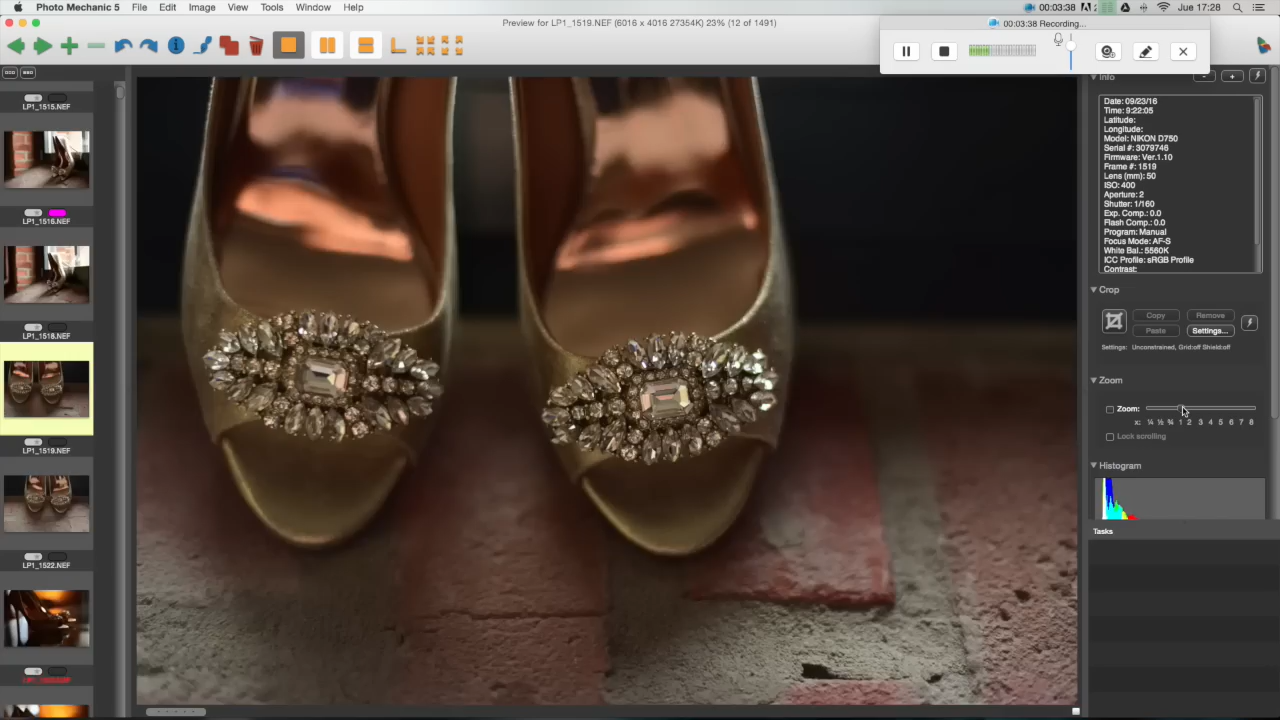 Photo Mechanic 5 File Edit Image View Tools Window Help
00:03:38
Jue 17:28
Preview for LP1_1519.NEF (6016 x 4016 27354K) 23% (12 of 1491)
00:03:38 Recording...
LP1_1515.NEF
LP1_1516.NEF
LP1_1518.NEF
LP1_1519.NEF
LP1_1522.NEF
Info
Date: 09/23/16
Time: 9:22:05
Latitude:
Longitude:
Model: NIKON D750
Serial #: 3079746
Firmware: Ver.1.10
Frame #: 1519
Lens (mm): 50
ISO: 400
Aperture: 2
Shutter: 1/160
Exp. Comp.: 0.0
Flash Comp.: 0.0
Program: Manual
Focus Mode: AF-S
White Bal.: 5560K
ICC Profile: sRGB Profile
Contrast:
Crop
Copy Remove
Paste Settings...
Settings: Unconstrained, Grid:off Shield:off
Zoom
Zoom:
x: ¼ ½ ¾ 1 2 3 4 5 6 7 8
Lock scrolling
Histogram
Tasks